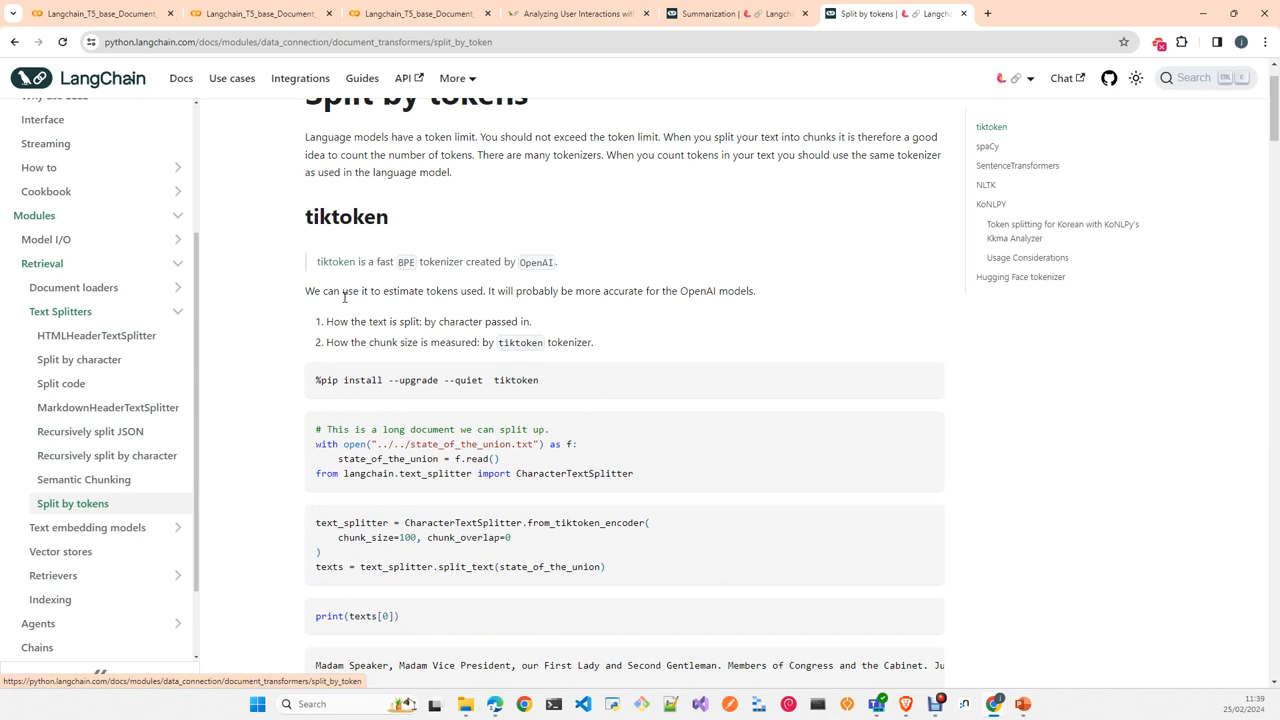 Langchain_T5_base_Document_
Langchain_T5_base_Document_
Langchain_T5_base_Document_
Analyzing User Interactions with
Summarization | 🦜️🔗 Langcha
Split by tokens | 🦜️🔗 Langcha
python.langchain.com/docs/modules/data_connection/document_transformers/split_by_token
LangChain
Docs
Use cases
Integrations
Guides
API
More
🦜️🔗
Chat
Search
Interface
Streaming
How to
Cookbook
Modules
Model I/O
Retrieval
Document loaders
Text Splitters
HTMLHeaderTextSplitter
Split by character
Split code
MarkdownHeaderTextSplitter
Recursively split JSON
Recursively split by character
Semantic Chunking
Split by tokens
Text embedding models
Vector stores
Retrievers
Indexing
Agents
Chains
Split by tokens
Language models have a token limit. You should not exceed the token limit. When you split your text into chunks it is therefore a good
idea to count the number of tokens. There are many tokenizers. When you count tokens in your text you should use the same tokenizer
as used in the language model.
tiktoken
tiktoken is a fast BPE tokenizer created by OpenAI.
We can use it to estimate tokens used. It will probably be more accurate for the OpenAI models.
1. How the text is split: by character passed in.
2. How the chunk size is measured: by tiktoken tokenizer.
%pip install --upgrade --quiet tiktoken
# This is a long document we can split up.
with open("../../state_of_the_union.txt") as f:
state_of_the_union = f.read()
from langchain.text_splitter import CharacterTextSplitter
text_splitter = CharacterTextSplitter.from_tiktoken_encoder(
chunk_size=100, chunk_overlap=0
)
texts = text_splitter.split_text(state_of_the_union)
print(texts[0])
Madam Speaker, Madam Vice President, our First Lady and Second Gentleman. Members of Congress and the Cabinet. Ju
tiktoken
spaCy
SentenceTransformers
NLTK
KoNLPY
Token splitting for Korean with KoNLPy's
Kkma Analyzer
Usage Considerations
Hugging Face tokenizer
https://python.langchain.com/docs/modules/data_connection/document_transformers/split_by_token
Search
11:39
25/02/2024